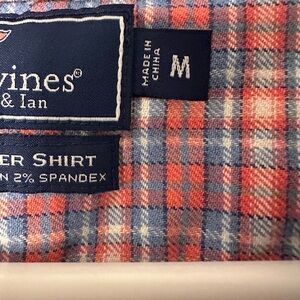 vines®
& Ian
MADE IN
CHINA
M
ER SHIRT
N 2% SPANDEX